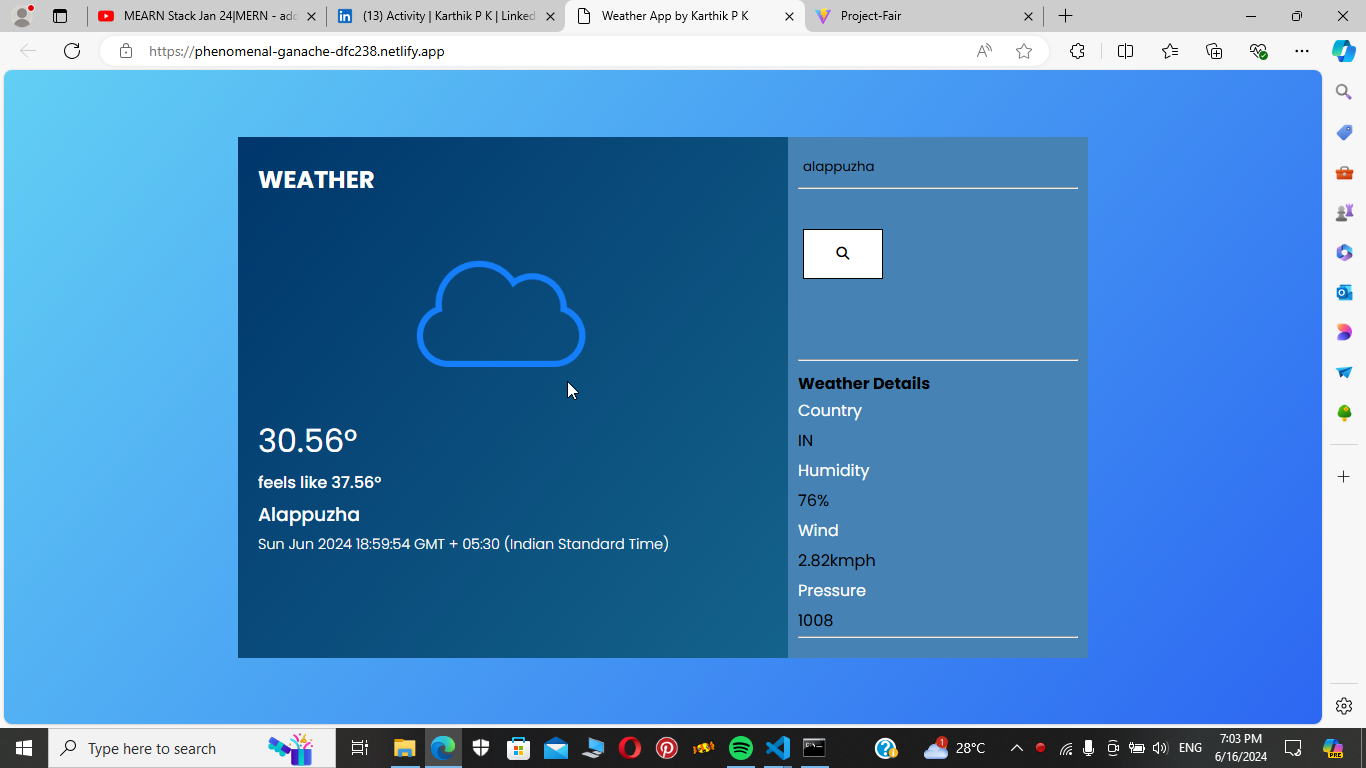 MEARN Stack Jan 24|MERN - add
(13) Activity | Karthik P K | Linked
Weather App by Karthik P K
Project-Fair
https://phenomenal-ganache-dfc238.netlify.app
WEATHER
30.56°
feels like 37.56°
Alappuzha
Sun Jun 2024 18:59:54 GMT + 05:30 (Indian Standard Time)
alappuzha
Weather Details
Country
IN
Humidity
76%
Wind
2.82kmph
Pressure
1008
Type here to search
1
28°C
ENG
7:03 PM
6/16/2024
PRE